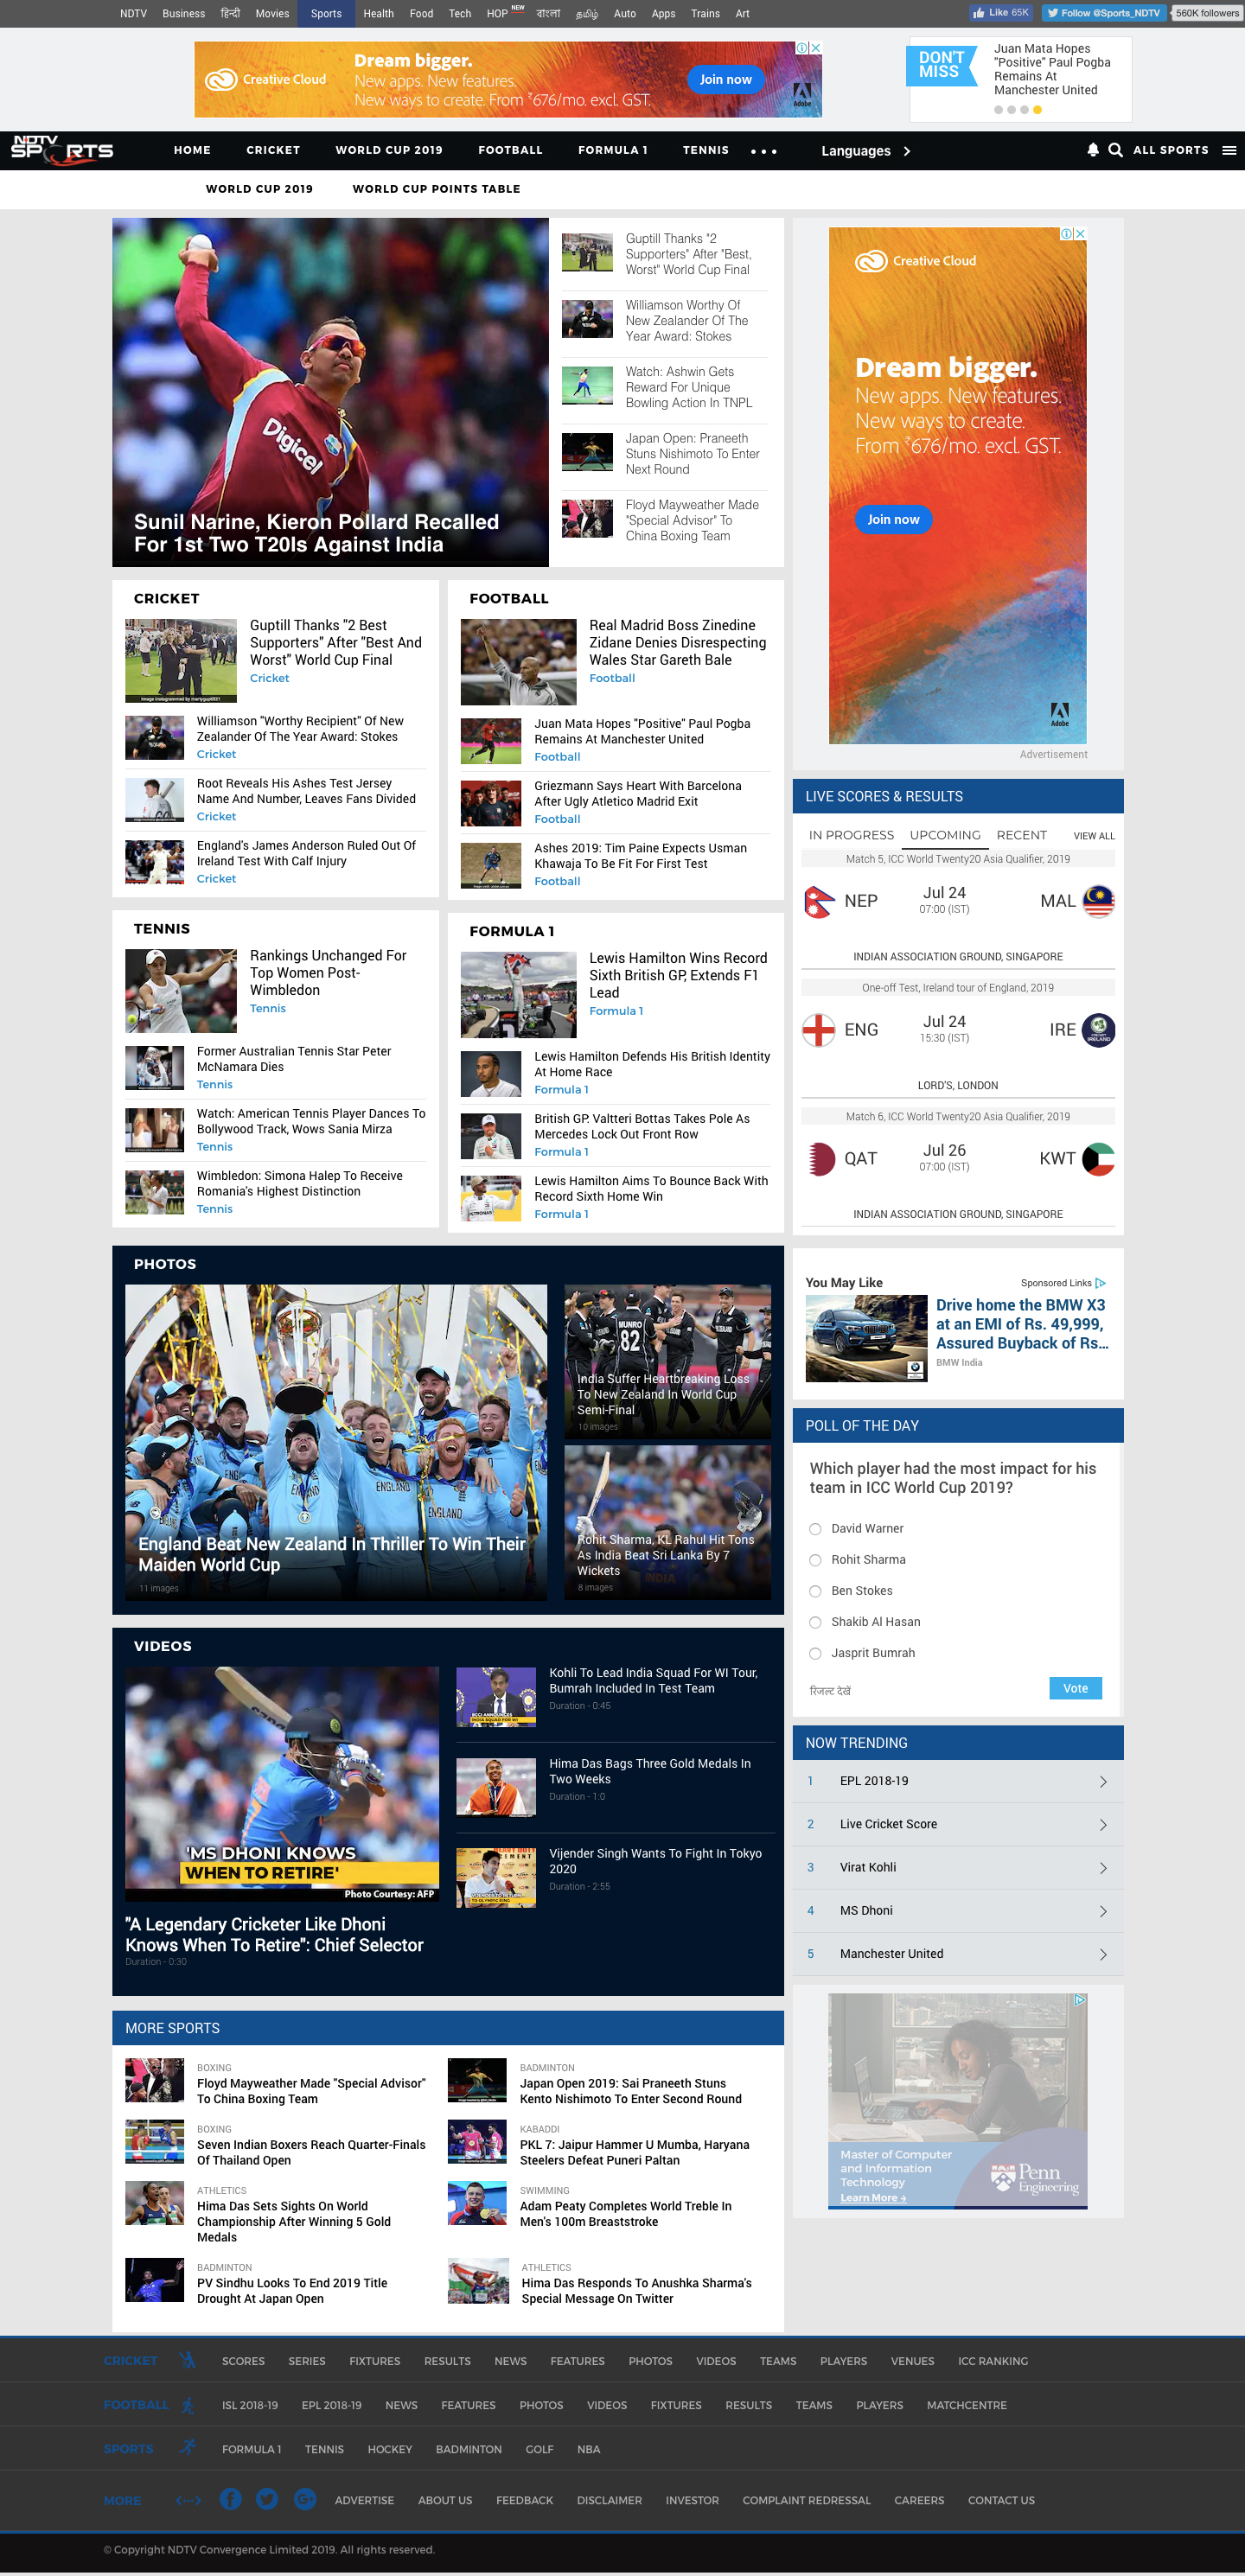 NDTV Business हिन्दी Movies Sports Health Food Tech HOP NEW বাংলা தமிழ் Auto Apps Trains Art
Like 65K Follow @Sports_NDTV 560K followers
Creative Cloud
Dream bigger.
New apps. New features.
New ways to create. From ₹676/mo. excl. GST.
Join now
Adobe
DON'T
MISS
Juan Mata Hopes
"Positive" Paul Pogba
Remains At
Manchester United
NDTV
SPORTS
HOME CRICKET WORLD CUP 2019 FOOTBALL FORMULA 1 TENNIS Languages ALL SPORTS
WORLD CUP 2019 WORLD CUP POINTS TABLE
Digicel
Sunil Narine, Kieron Pollard Recalled
For 1st Two T20Is Against India
Guptill Thanks "2
Supporters" After "Best,
Worst" World Cup Final
Williamson Worthy Of
New Zealander Of The
Year Award: Stokes
Watch: Ashwin Gets
Reward For Unique
Bowling Action In TNPL
Japan Open: Praneeth
Stuns Nishimoto To Enter
Next Round
Floyd Mayweather Made
"Special Advisor" To
China Boxing Team
Creative Cloud
Dream bigger.
New apps. New features.
New ways to create.
From ₹676/mo. excl. GST.
Join now
Adobe
Advertisement
CRICKET
Guptill Thanks "2 Best
Supporters" After "Best And
Worst" World Cup Final
Cricket
Williamson "Worthy Recipient" Of New
Zealander Of The Year Award: Stokes
Cricket
Root Reveals His Ashes Test Jersey
Name And Number, Leaves Fans Divided
Cricket
England's James Anderson Ruled Out Of
Ireland Test With Calf Injury
Cricket
FOOTBALL
Real Madrid Boss Zinedine
Zidane Denies Disrespecting
Wales Star Gareth Bale
Football
Juan Mata Hopes "Positive" Paul Pogba
Remains At Manchester United
Football
Griezmann Says Heart With Barcelona
After Ugly Atletico Madrid Exit
Football
Ashes 2019: Tim Paine Expects Usman
Khawaja To Be Fit For First Test
Football
TENNIS
Rankings Unchanged For
Top Women Post-
Wimbledon
Tennis
Former Australian Tennis Star Peter
McNamara Dies
Tennis
Watch: American Tennis Player Dances To
Bollywood Track, Wows Sania Mirza
Tennis
Wimbledon: Simona Halep To Receive
Romania's Highest Distinction
Tennis
FORMULA 1
Lewis Hamilton Wins Record
Sixth British GP, Extends F1
Lead
Formula 1
Lewis Hamilton Defends His British Identity
At Home Race
Formula 1
British GP: Valtteri Bottas Takes Pole As
Mercedes Lock Out Front Row
Formula 1
Lewis Hamilton Aims To Bounce Back With
Record Sixth Home Win
Formula 1
LIVE SCORES & RESULTS
IN PROGRESS UPCOMING RECENT VIEW ALL
Match 5, ICC World Twenty20 Asia Qualifier, 2019
NEP Jul 24 MAL
07:00 (IST)
INDIAN ASSOCIATION GROUND, SINGAPORE
One-off Test, Ireland tour of England, 2019
ENG Jul 24 IRE
15:30 (IST)
LORD'S, LONDON
Match 6, ICC World Twenty20 Asia Qualifier, 2019
QAT Jul 26 KWT
07:00 (IST)
INDIAN ASSOCIATION GROUND, SINGAPORE
PHOTOS
England Beat New Zealand In Thriller To Win Their
Maiden World Cup
11 images
MUNRO
82
India Suffer Heartbreaking Loss
To New Zealand In World Cup
Semi-Final
10 images
Rohit Sharma, KL Rahul Hit Tons
As India Beat Sri Lanka By 7
Wickets
8 images
You May Like Sponsored Links
Drive home the BMW X3
at an EMI of Rs. 49,999,
Assured Buyback of Rs...
BMW India
POLL OF THE DAY
Which player had the most impact for his
team in ICC World Cup 2019?
David Warner
Rohit Sharma
Ben Stokes
Shakib Al Hasan
Jasprit Bumrah
रिजल्ट देखें Vote
VIDEOS
'MS DHONI KNOWS
WHEN TO RETIRE'
Photo Courtesy: AFP
"A Legendary Cricketer Like Dhoni
Knows When To Retire": Chief Selector
Duration - 0:30
Kohli To Lead India Squad For WI Tour,
Bumrah Included In Test Team
Duration - 0:45
Hima Das Bags Three Gold Medals In
Two Weeks
Duration - 1:0
Vijender Singh Wants To Fight In Tokyo
2020
Duration - 2:55
NOW TRENDING
1 EPL 2018-19
2 Live Cricket Score
3 Virat Kohli
4 MS Dhoni
5 Manchester United
Master of Computer
and Information
Technology
Learn More →
Penn
Engineering
MORE SPORTS
BOXING
Floyd Mayweather Made "Special Advisor"
To China Boxing Team
BADMINTON
Japan Open 2019: Sai Praneeth Stuns
Kento Nishimoto To Enter Second Round
BOXING
Seven Indian Boxers Reach Quarter-Finals
Of Thailand Open
KABADDI
PKL 7: Jaipur Hammer U Mumba, Haryana
Steelers Defeat Puneri Paltan
ATHLETICS
Hima Das Sets Sights On World
Championship After Winning 5 Gold
Medals
SWIMMING
Adam Peaty Completes World Treble In
Men's 100m Breaststroke
BADMINTON
PV Sindhu Looks To End 2019 Title
Drought At Japan Open
ATHLETICS
Hima Das Responds To Anushka Sharma's
Special Message On Twitter
CRICKET SCORES SERIES FIXTURES RESULTS NEWS FEATURES PHOTOS VIDEOS TEAMS PLAYERS VENUES ICC RANKING
FOOTBALL ISL 2018-19 EPL 2018-19 NEWS FEATURES PHOTOS VIDEOS FIXTURES RESULTS TEAMS PLAYERS MATCHCENTRE
SPORTS FORMULA 1 TENNIS HOCKEY BADMINTON GOLF NBA
MORE ADVERTISE ABOUT US FEEDBACK DISCLAIMER INVESTOR COMPLAINT REDRESSAL CAREERS CONTACT US
© Copyright NDTV Convergence Limited 2019. All rights reserved.